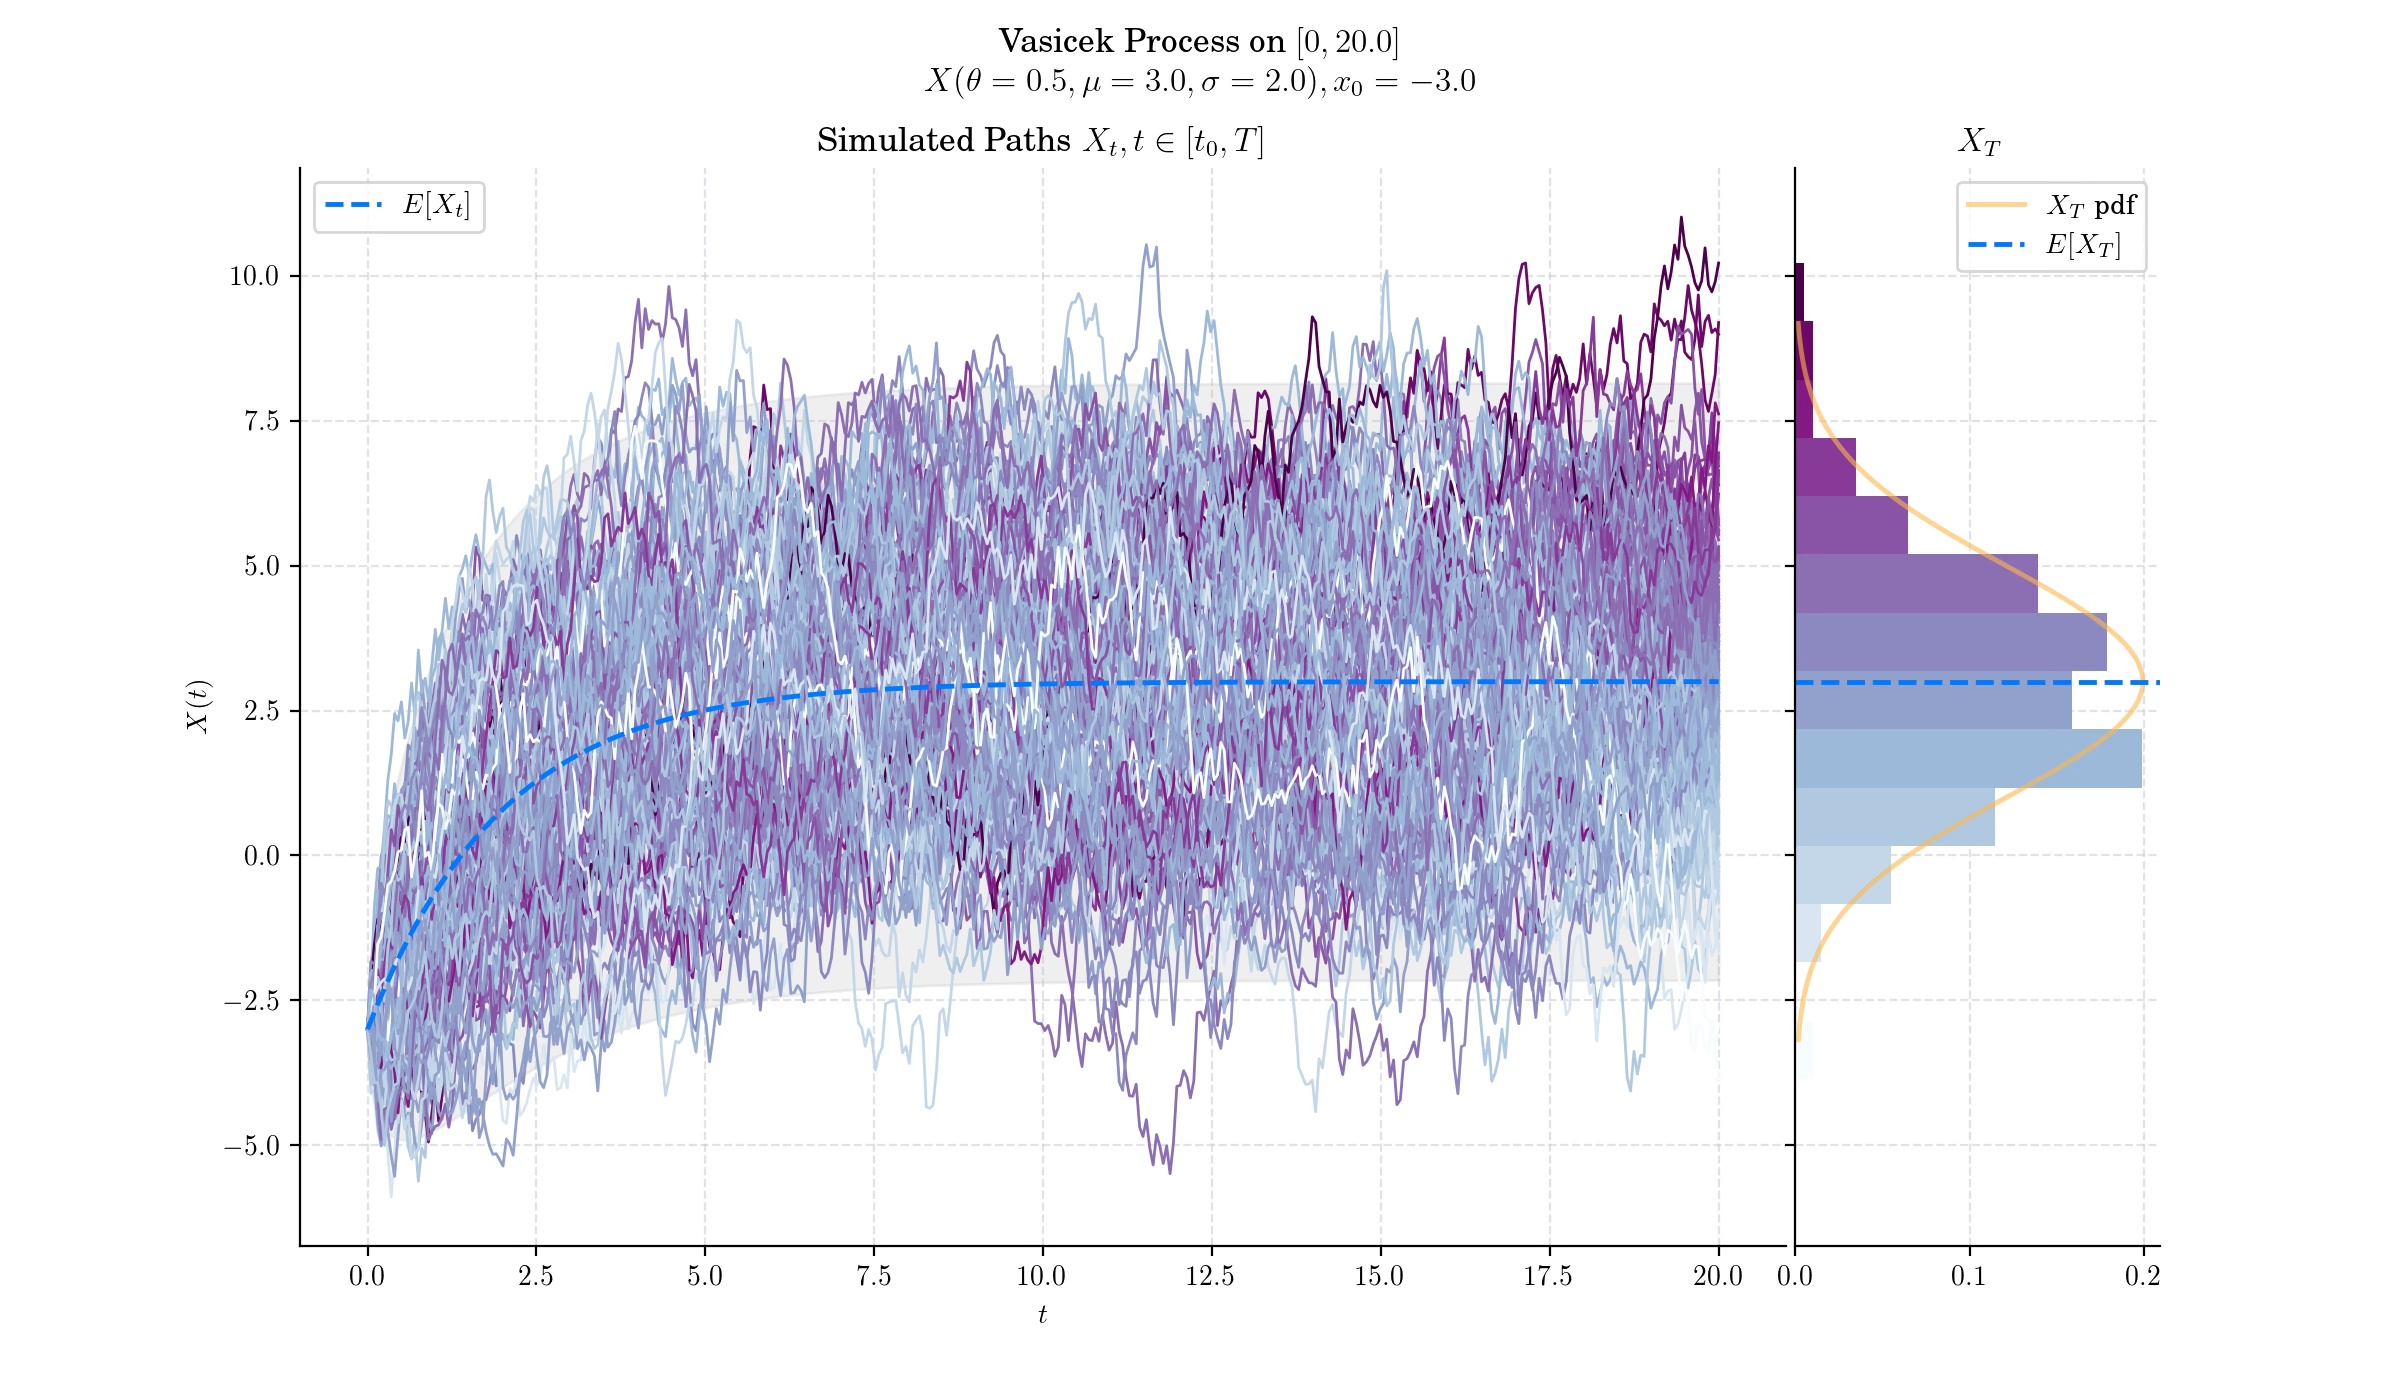 Vasicek Process on [0, 20.0]
X(θ = 0.5, μ = 3.0, σ = 2.0), x₀ = −3.0
Simulated Paths Xₜ, t ∈ [t₀, T]
X_T
E[Xₜ]
X_T pdf
E[X_T]
10.0
7.5
5.0
2.5
0.0
−2.5
−5.0
X(t)
0.0 2.5 5.0 7.5 10.0 12.5 15.0 17.5 20.0
0.0 0.1 0.2
t